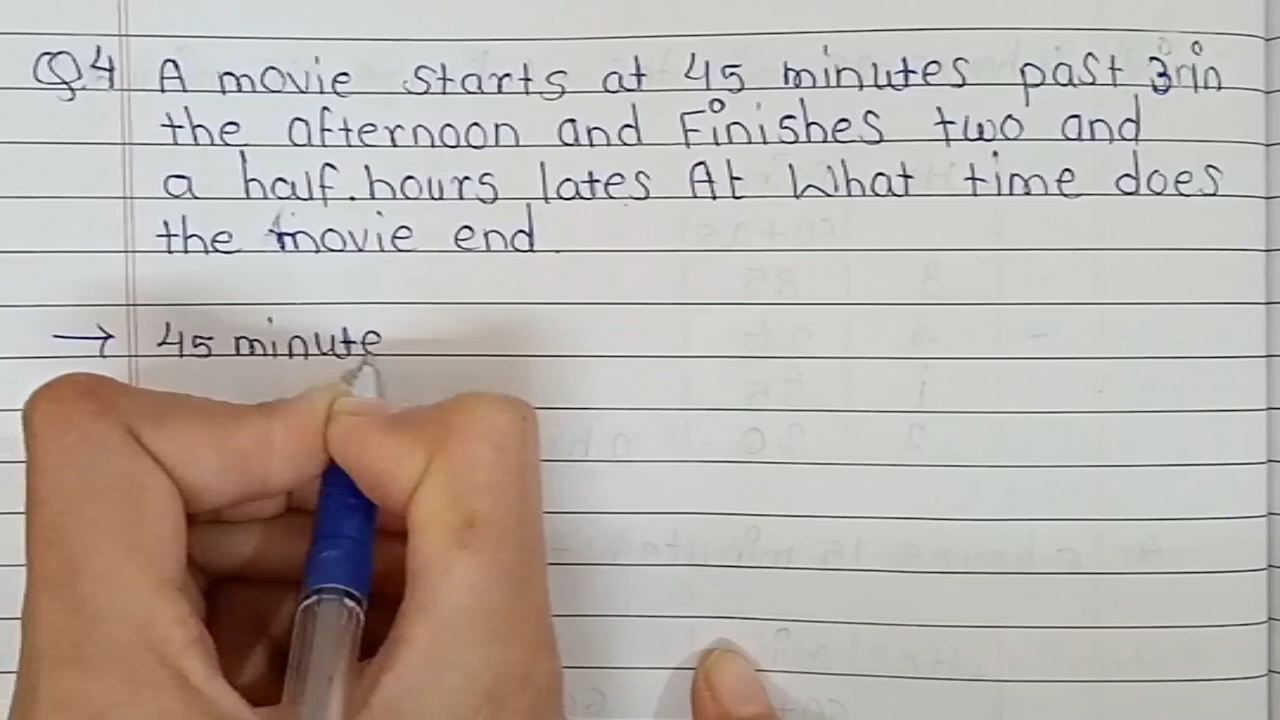 Q4 A movie starts at 45 minutes past 3 in
the afternoon and Finishes two and
a half.hours lates At What time does
the movie end
→ 45 minute